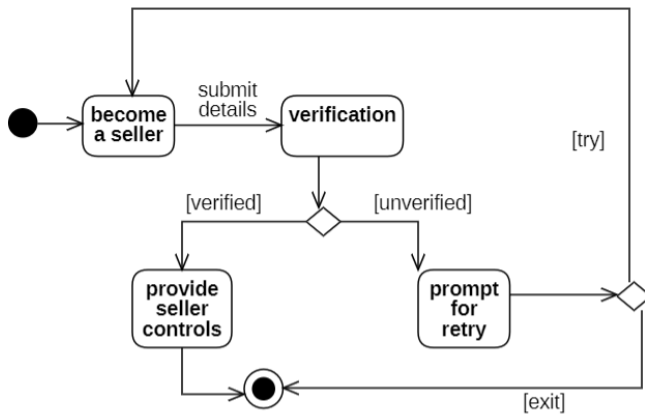 submit
details
become
a seller
verification
[try]
[verified]
[unverified]
provide
seller
controls
prompt
for
retry
[exit]